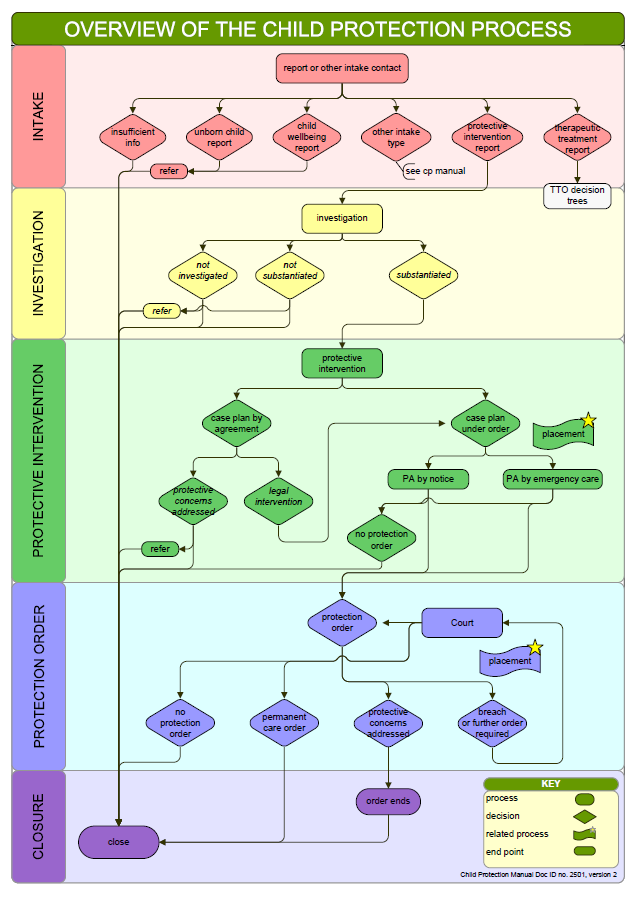 OVERVIEW OF THE CHILD PROTECTION PROCESS
INTAKE
report or other intake contact
insufficient
info
unborn child
report
child
wellbeing
report
other intake
type
protective
intervention
report
therapeutic
treatment
report
refer
see cp manual
TTO decision
trees
INVESTIGATION
investigation
not
investigated
not
substantiated
substantiated
refer
PROTECTIVE INTERVENTION
protective
intervention
case plan by
agreement
case plan
under order
placement
protective
concerns
addressed
legal
intervention
PA by notice
PA by emergency care
no protection
order
refer
PROTECTION ORDER
protection
order
Court
placement
no
protection
order
permanent
care order
protective
concerns
addressed
breach
or further order
required
CLOSURE
order ends
close
KEY
process
decision
related process
end point
Child Protection Manual Doc ID no. 2501, version 2